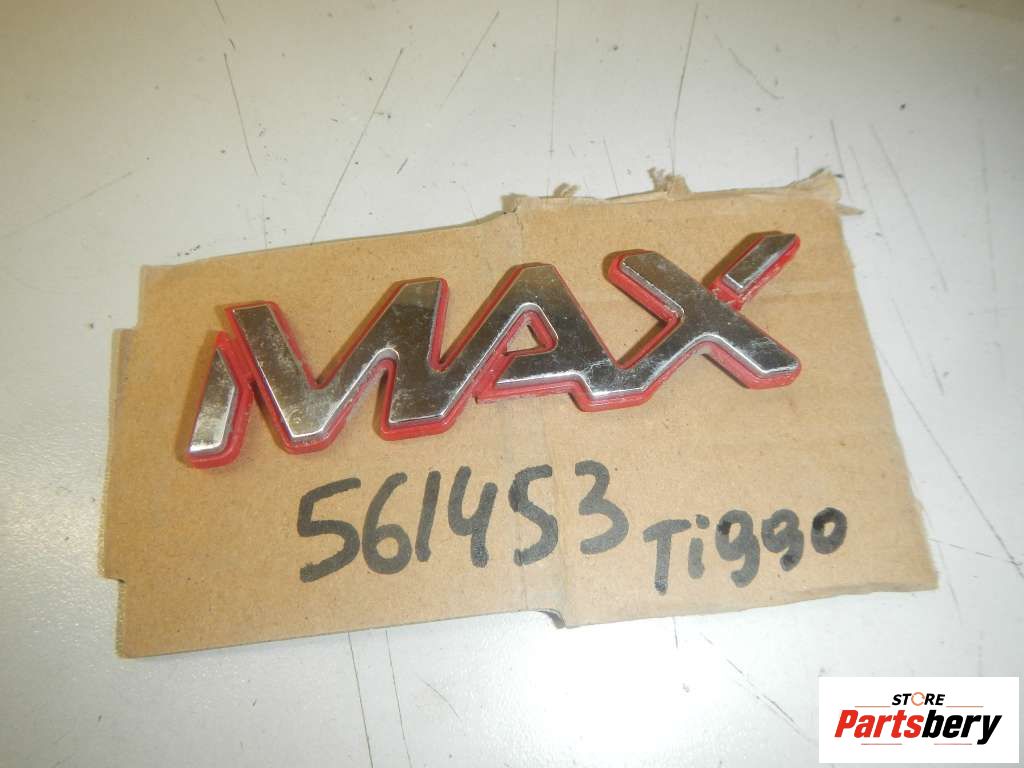 MAX
561453 Tiggo
STORE
Partsbery